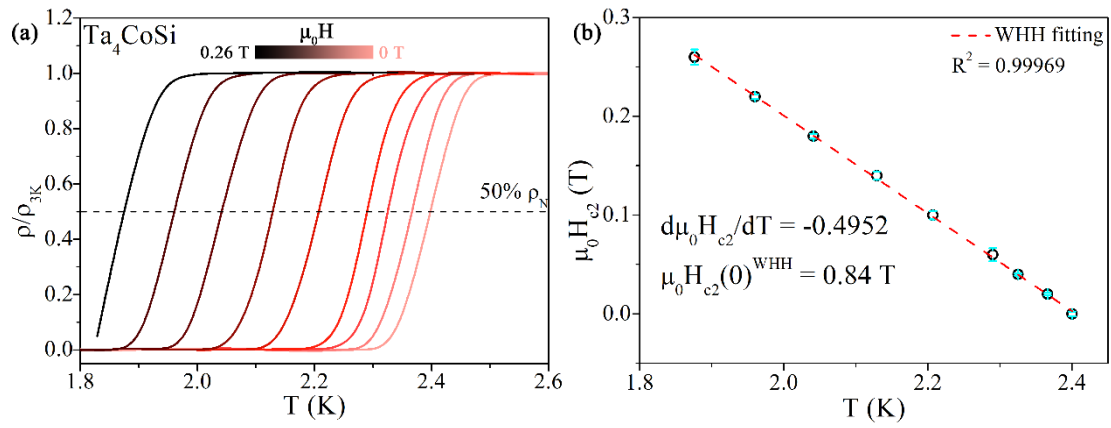 (a)
Ta₄CoSi
μ₀H
0.26 T
0 T
50% ρN
ρ/ρ3K
1.0
0.8
0.6
0.4
0.2
0.0
1.8
2.0
2.2
2.4
2.6
T (K)
(b)
WHH fitting
R² = 0.99969
dμ₀Hc2/dT = -0.4952
μ₀Hc2(0)WHH = 0.84 T
μ₀Hc2 (T)
0.3
0.2
0.1
0.0
1.8
2.0
2.2
2.4
T (K)